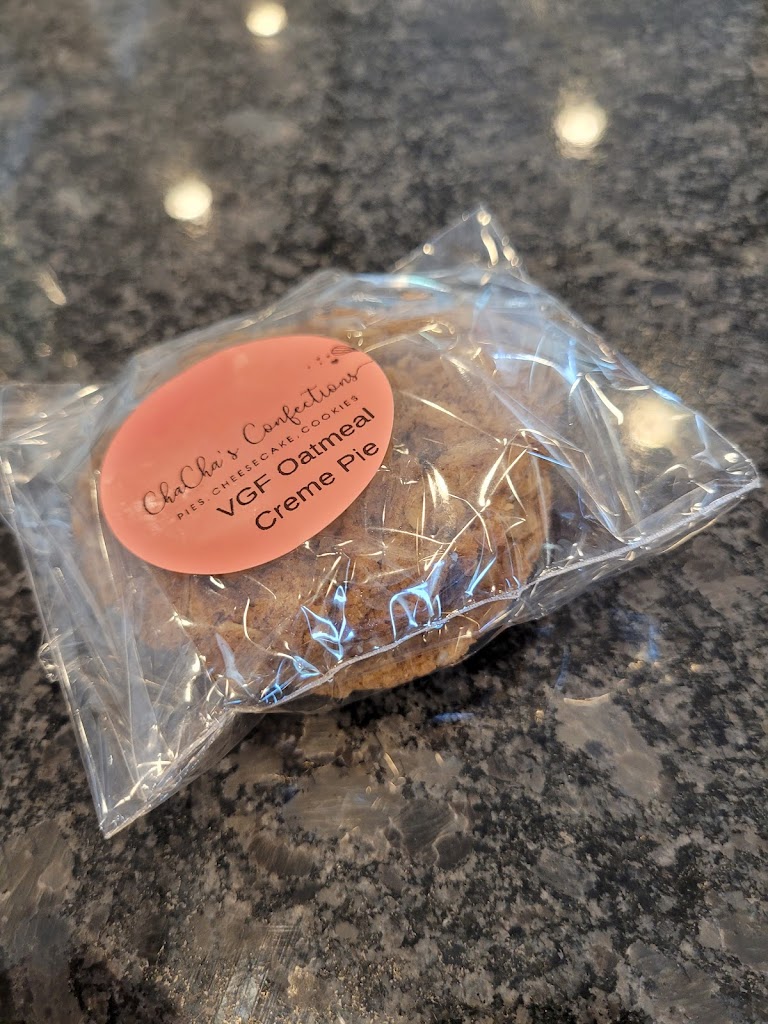 ChaCha's Confections
PIES, CHEESECAKE, COOKIES
VGF Oatmeal
Creme Pie